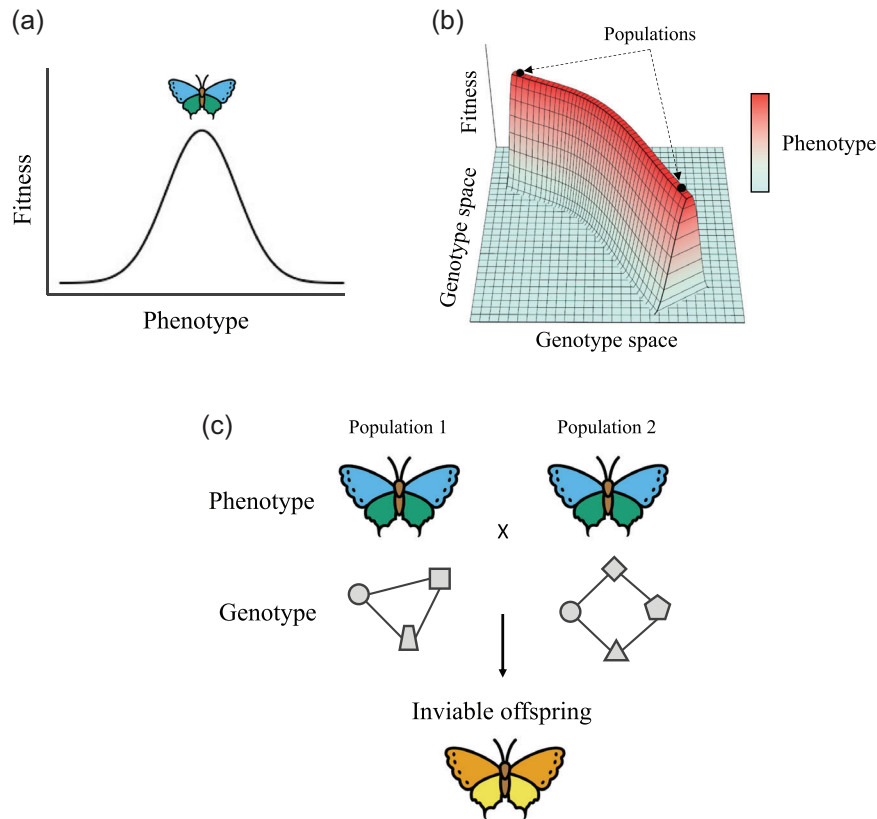 (a)
Fitness
Phenotype
(b)
Populations
Fitness
Genotype space
Genotype space
Phenotype
(c)
Population 1
Population 2
Phenotype
X
Genotype
Inviable offspring